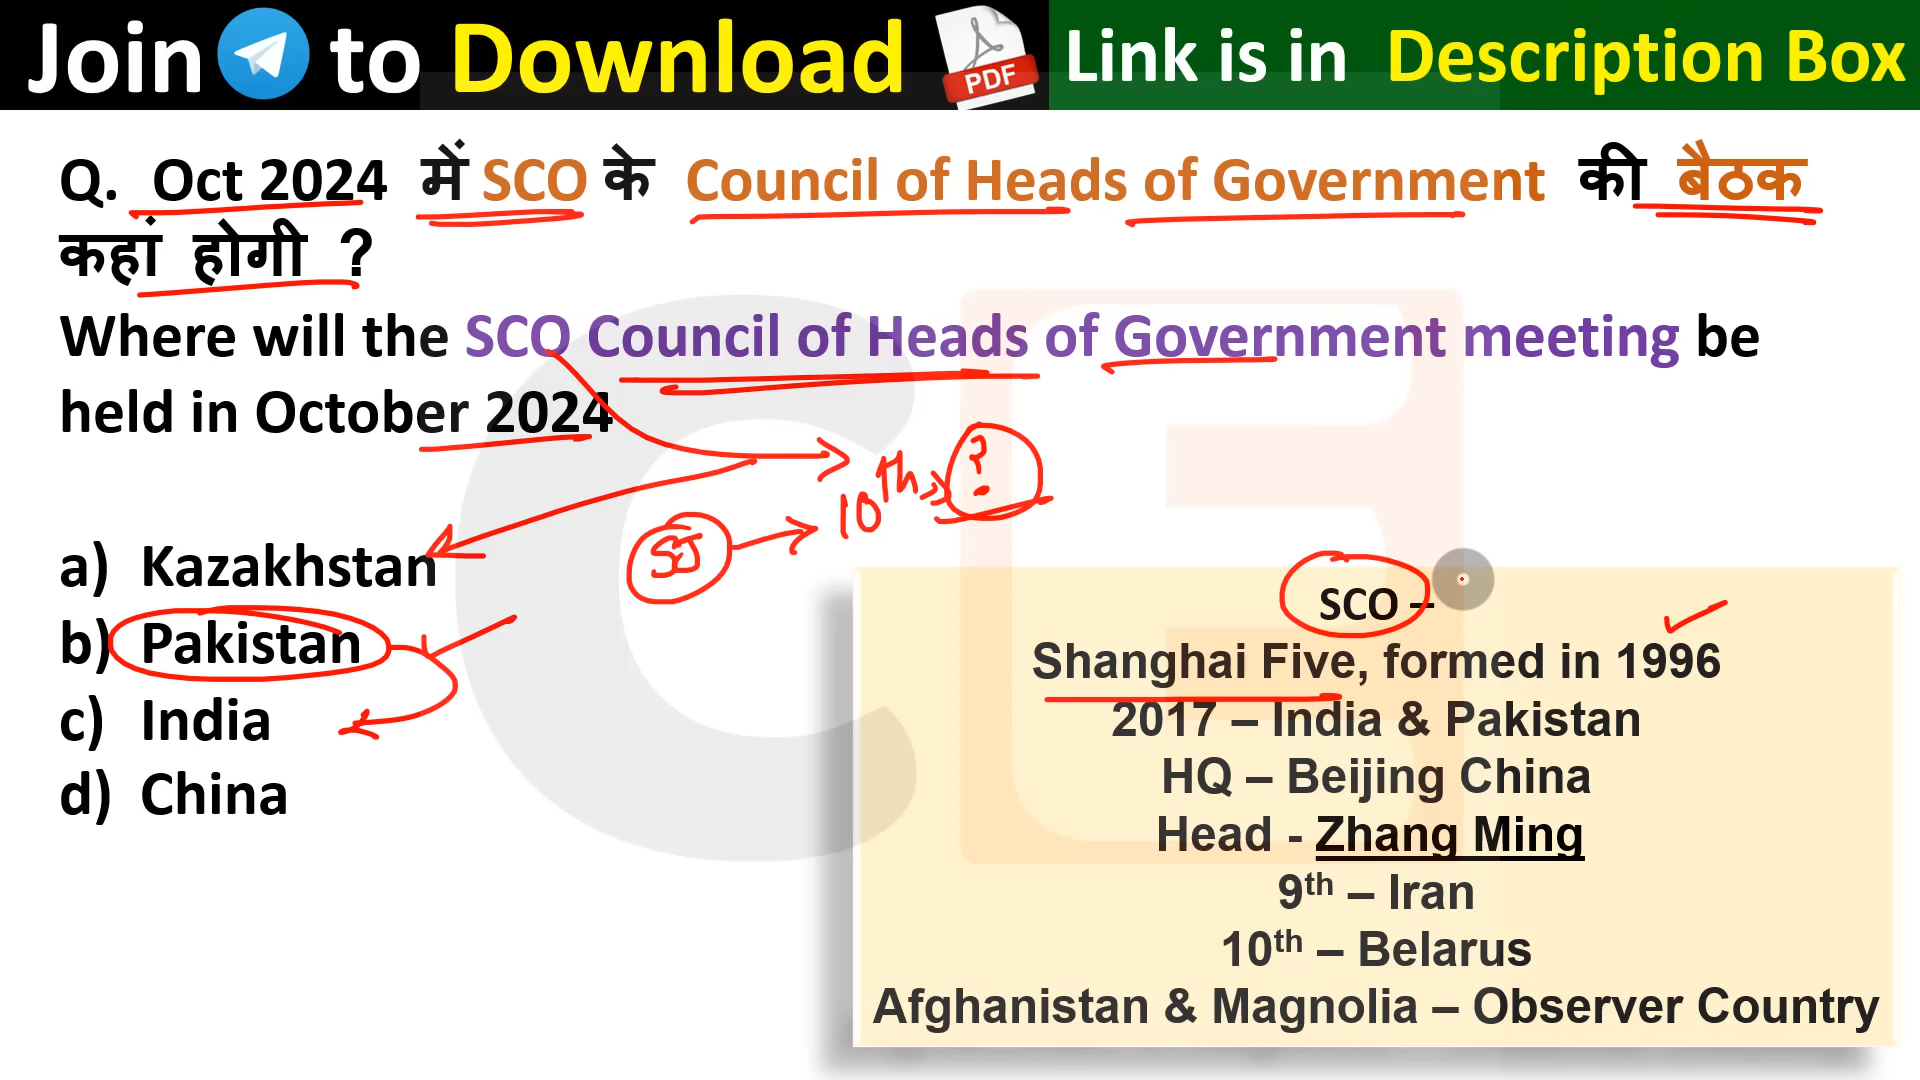 Join to Download PDF Link is in Description Box
Q. Oct 2024 में SCO के Council of Heads of Government की बैठक
कहां होगी ?
Where will the SCO Council of Heads of Government meeting be
held in October 2024
10th ?
a) Kazakhstan
b) Pakistan
c) India
d) China
SCO –
Shanghai Five, formed in 1996
2017 – India & Pakistan
HQ – Beijing China
Head - Zhang Ming
9th – Iran
10th – Belarus
Afghanistan & Magnolia – Observer Country